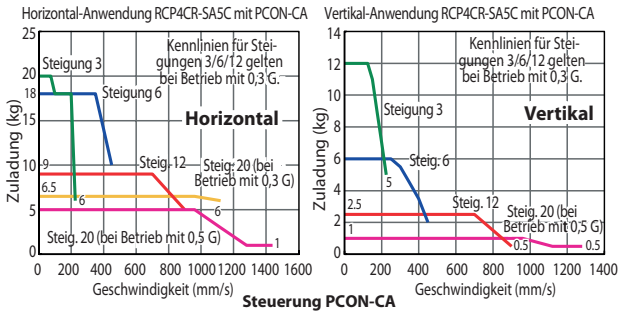 Horizontal-Anwendung RCP4CR-SA5C mit PCON-CA
Zuladung (kg)
25
20
18
15
10
5
0
Kennlinien für Stei-
gungen 3/6/12 gelten
bei Betrieb mit 0,3 G.
Steigung 3
Steigung 6
Horizontal
9
Steig. 12
Steig. 20 (bei
Betrieb mit 0,3 G)
6.5
6
6
Steig. 20 (bei Betrieb mit 0,5 G)
1
0 200 400 600 800 1000 1200 1400 1600
Geschwindigkeit (mm/s)
Vertikal-Anwendung RCP4CR-SA5C mit PCON-CA
Zuladung (kg)
14
12
10
8
6
4
2
0
Kennlinien für Stei-
gungen 3/6/12 gelten
bei Betrieb mit 0,3 G.
Steigung 3
Vertikal
Steig. 6
5
2.5
Steig. 12
Steig. 20 (bei
Betrieb mit 0,5 G)
1
0.5
0.5
0 200 400 600 800 1000 1200 1400
Geschwindigkeit (mm/s)
Steuerung PCON-CA